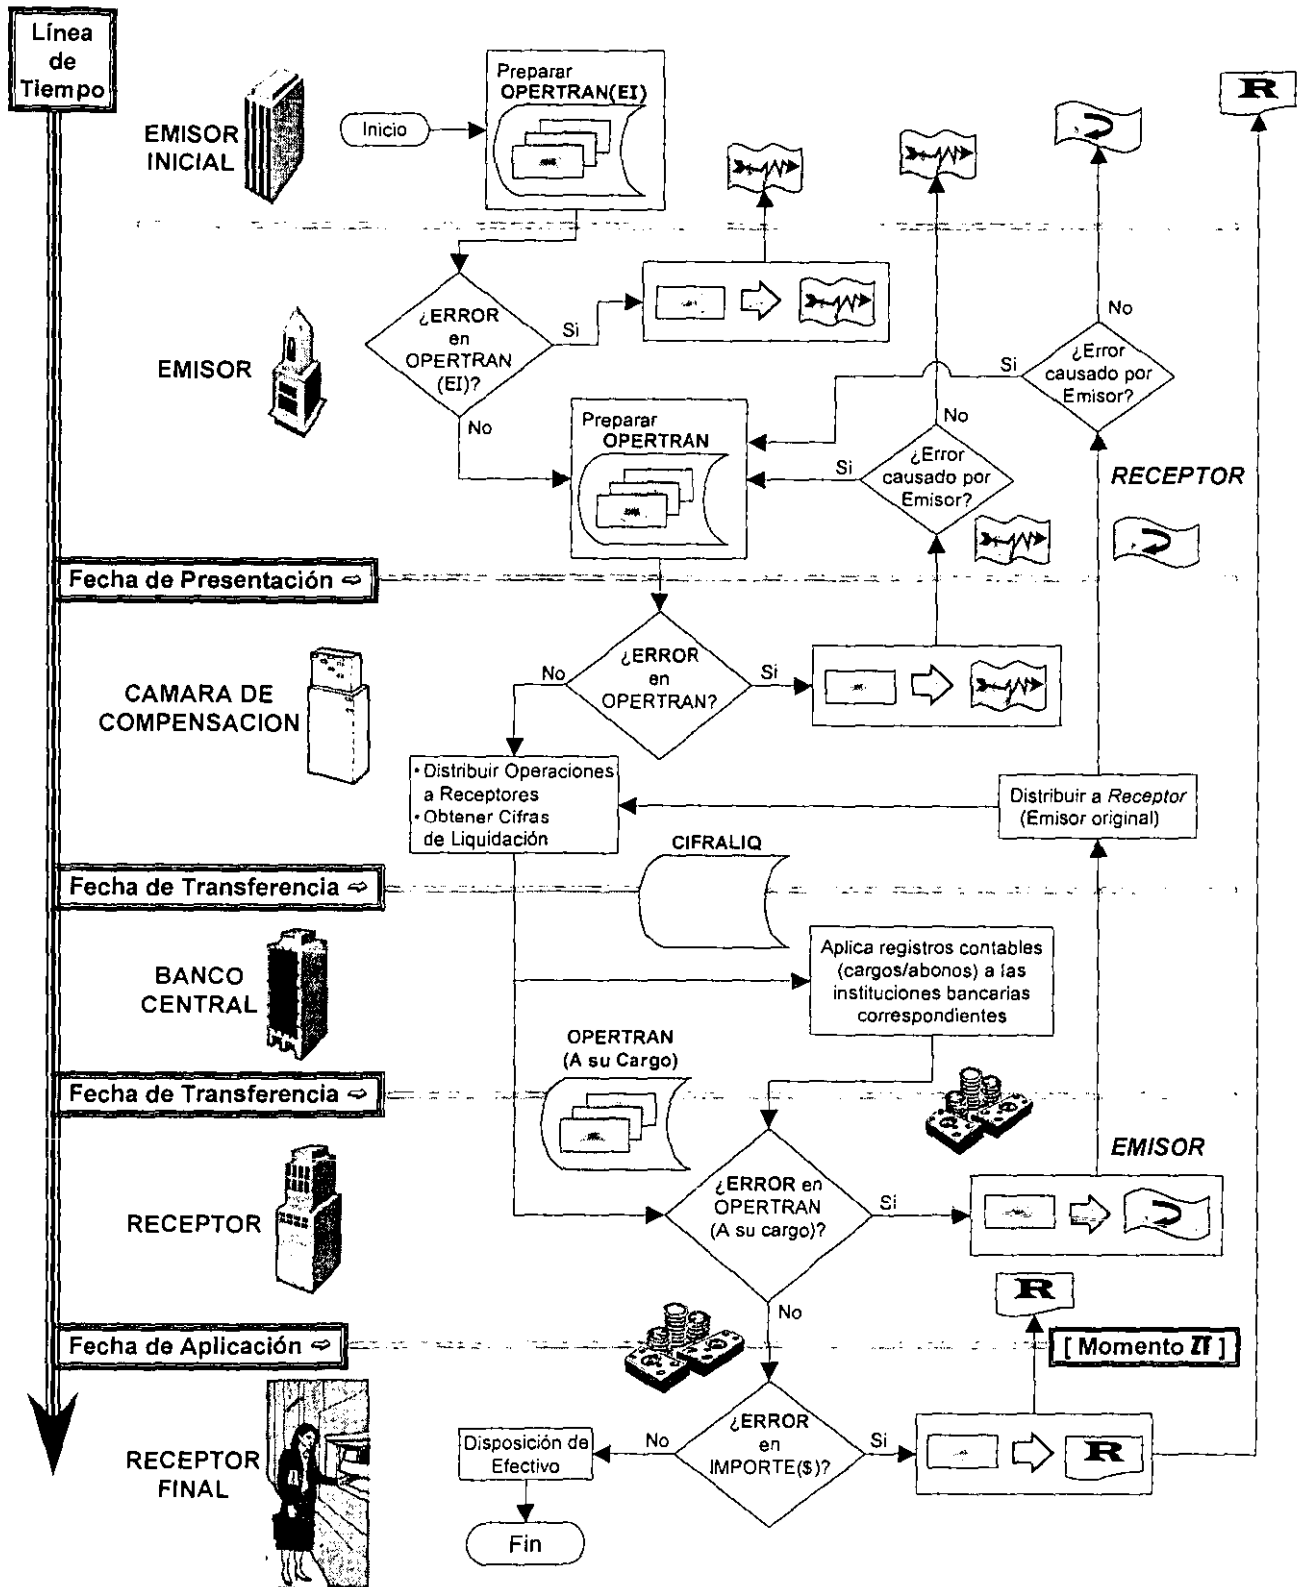 Línea
de
Tiempo
EMISOR
INICIAL
Inicio
Preparar
OPERTRAN(EI)
R
EMISOR
¿ERROR
en
OPERTRAN
(EI)?
Si
No
Preparar
OPERTRAN
Si
No
¿Error
causado por
Emisor?
Si
No
¿Error
causado por
Emisor?
RECEPTOR
Fecha de Presentación ⇨
CAMARA DE
COMPENSACION
No
¿ERROR
en
OPERTRAN?
Si
• Distribuir Operaciones
a Receptores
• Obtener Cifras
de Liquidación
Distribuir a Receptor
(Emisor original)
CIFRALIQ
Fecha de Transferencia ⇨
BANCO
CENTRAL
Aplica registros contables
(cargos/abonos) a las
instituciones bancarias
correspondientes
OPERTRAN
(A su Cargo)
Fecha de Transferencia ⇨
EMISOR
RECEPTOR
¿ERROR en
OPERTRAN
(A su cargo)?
Si
No
R
Fecha de Aplicación ⇨
[ Momento π ]
RECEPTOR
FINAL
Disposición de
Efectivo
No
¿ERROR
en
IMPORTE($)?
Si
R
Fin